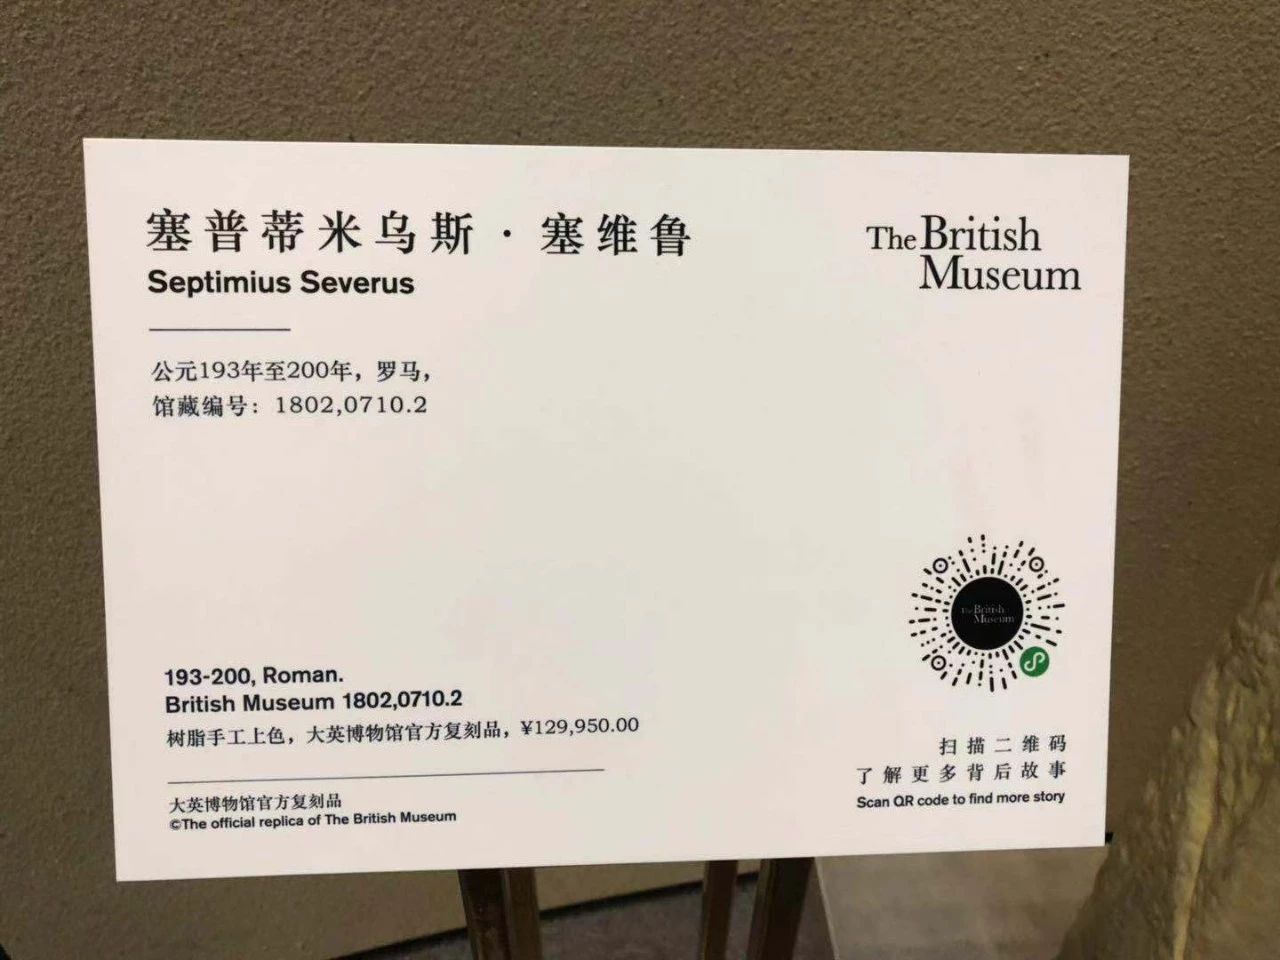 塞普蒂米乌斯·塞维鲁
Septimius Severus
The British
Museum
公元193年至200年，罗马，
馆藏编号：1802,0710.2
193-200, Roman.
British Museum 1802,0710.2
树脂手工上色，大英博物馆官方复刻品，¥129,950.00
大英博物馆官方复刻品
©The official replica of The British Museum
The British
Museum
扫描二维码
了解更多背后故事
Scan QR code to find more story